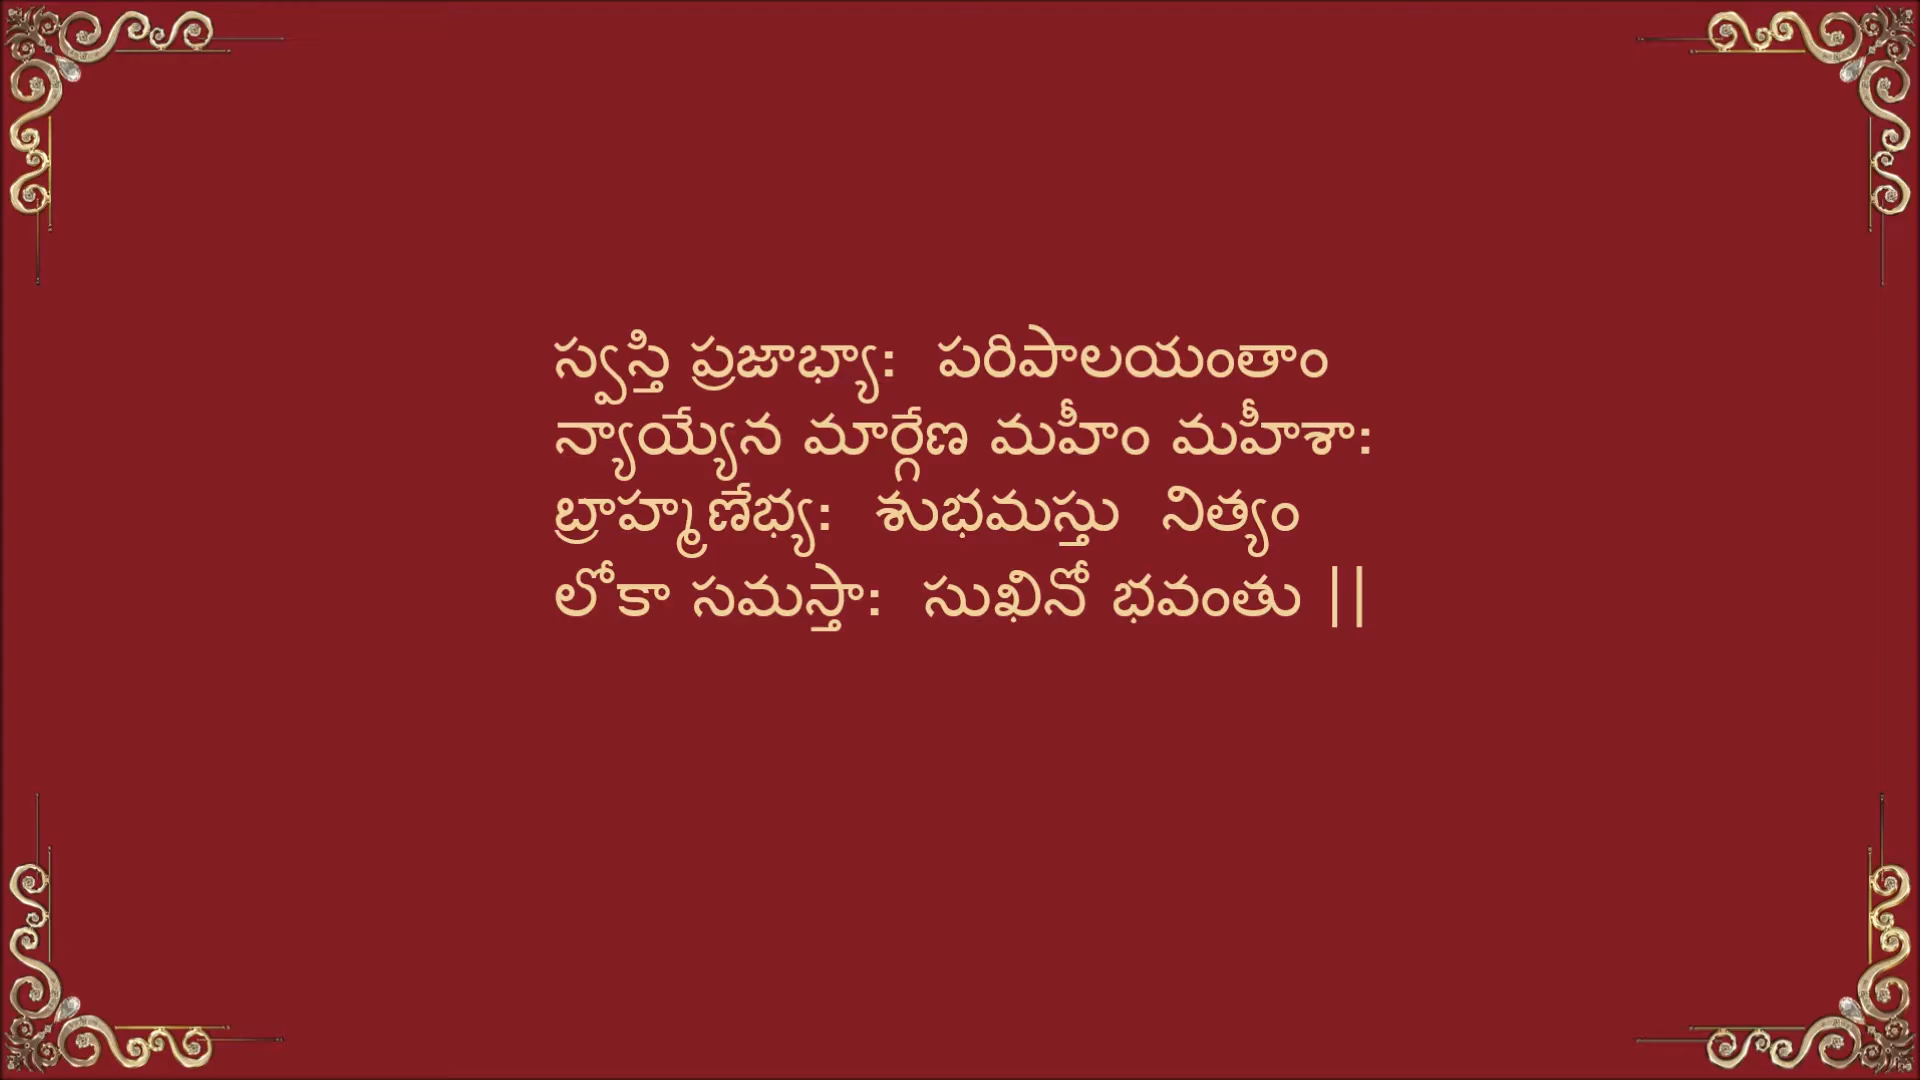 స్వస్తి ప్రజాభ్యాః  పరిపాలయంతాం
న్యాయ్యేన మార్గేణ మహీం మహీశాః
బ్రాహ్మణేభ్యః  శుభమస్తు  నిత్యం
లోకా సమస్తాః  సుఖినో భవంతు ||